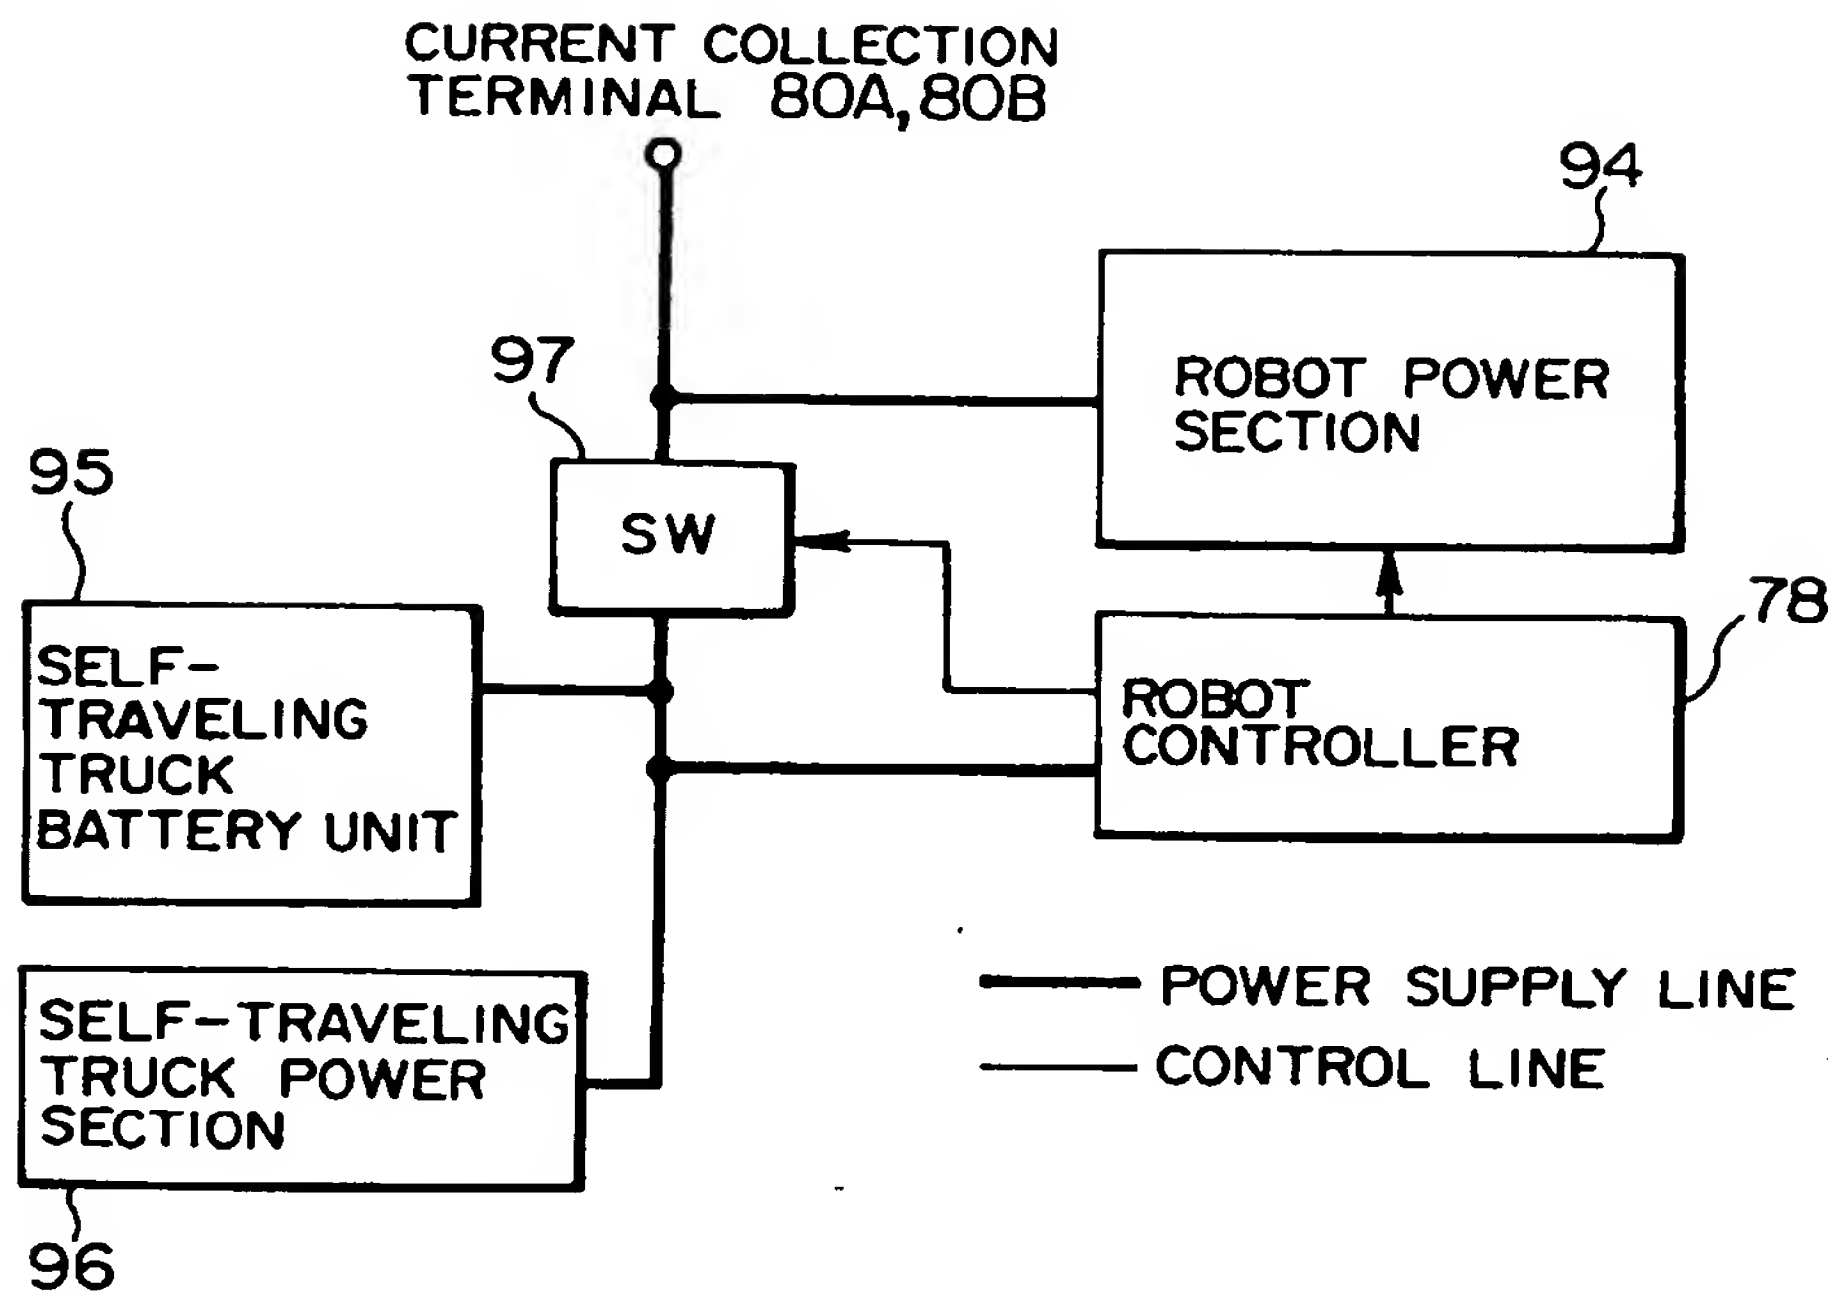 CURRENT COLLECTION
TERMINAL 80A, 80B
94
97
ROBOT POWER
SECTION
95
SW
78
SELF-
TRAVELING
TRUCK
BATTERY UNIT
ROBOT
CONTROLLER
POWER SUPPLY LINE
SELF-TRAVELING
TRUCK POWER
SECTION
CONTROL LINE
96